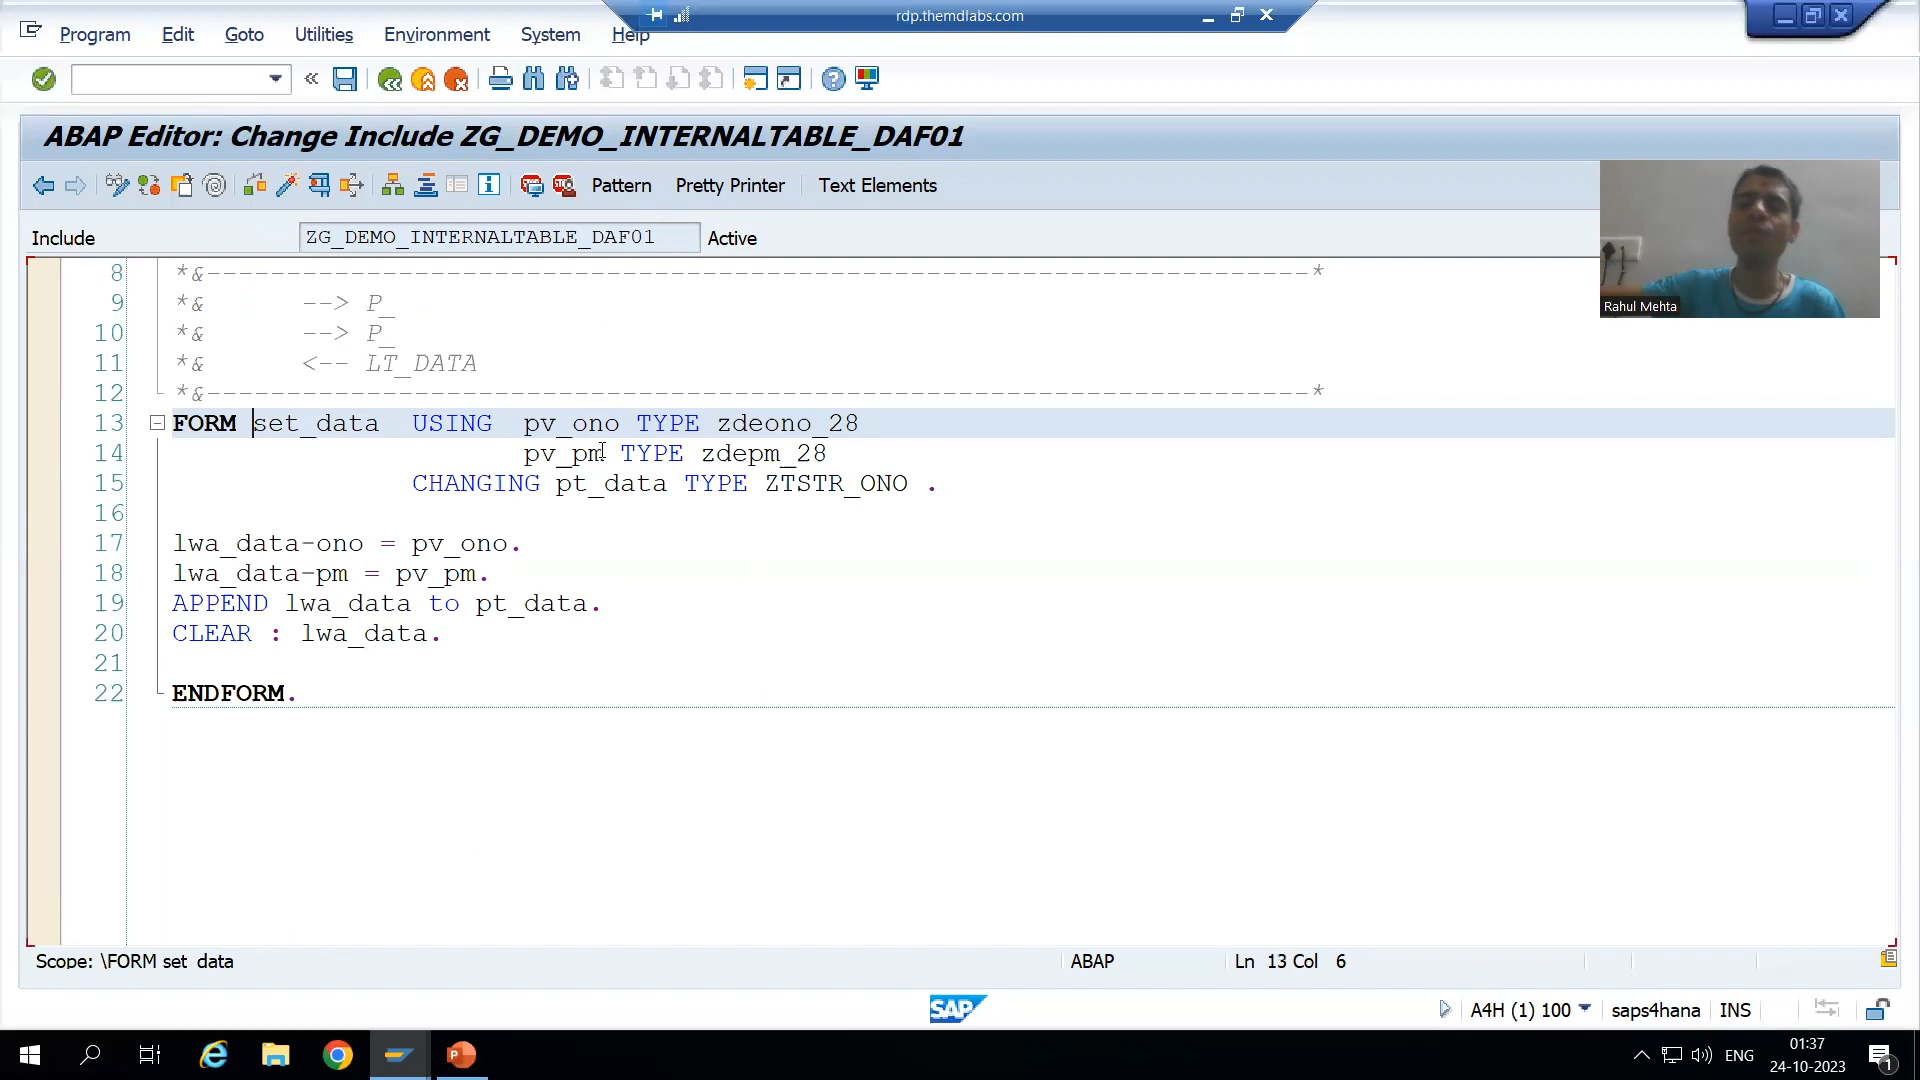 rdp.themdlabs.com
Program Edit Goto Utilities Environment System Help
ABAP Editor: Change Include ZG_DEMO_INTERNALTABLE_DAF01
Pattern Pretty Printer Text Elements
Include ZG_DEMO_INTERNALTABLE_DAF01 Active
Rahul Mehta
8 *&---------------------------------------------------------------------*
9 *& --> P_
10 *& --> P_
11 *& <-- LT_DATA
12 *&---------------------------------------------------------------------*
13 FORM set_data USING pv_ono TYPE zdeono_28
14 pv_pm TYPE zdepm_28
15 CHANGING pt_data TYPE ZTSTR_ONO .
16
17 lwa_data-ono = pv_ono.
18 lwa_data-pm = pv_pm.
19 APPEND lwa_data to pt_data.
20 CLEAR : lwa_data.
21
22 ENDFORM.
Scope: \FORM set_data ABAP Ln 13 Col 6
SAP A4H (1) 100 saps4hana INS
ENG 01:37
24-10-2023 1